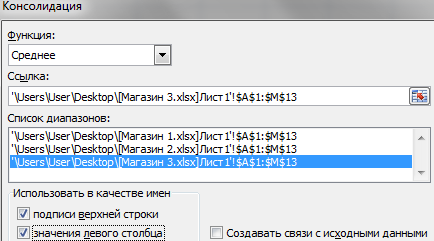 Консолидация
Функция:
Среднее
Ссылка:
'\Users\User\Desktop\[Магазин 3.xlsx]Лист1'!$A$1:$M$13
Список диапазонов:
'\Users\User\Desktop\[Магазин 1.xlsx]Лист1'!$A$1:$M$13
'\Users\User\Desktop\[Магазин 2.xlsx]Лист1'!$A$1:$M$13
'\Users\User\Desktop\[Магазин 3.xlsx]Лист1'!$A$1:$M$13
Использовать в качестве имен
подписи верхней строки
значения левого столбца
Создавать связи с исходными данными